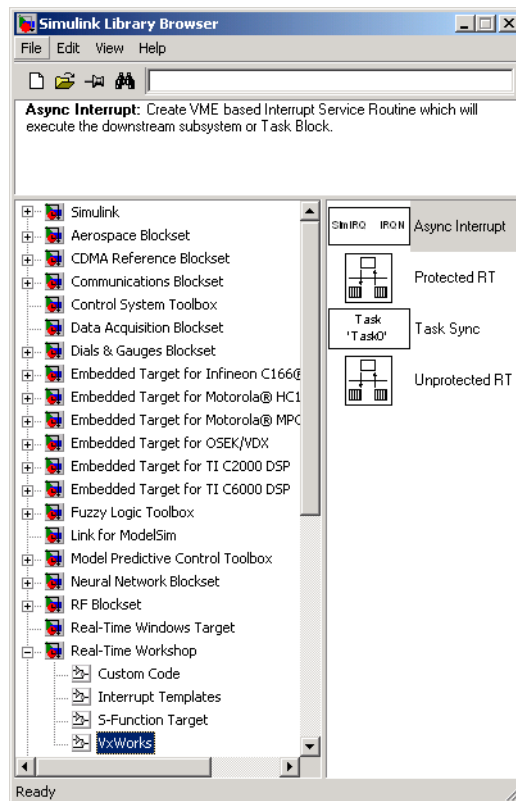 Simulink Library Browser
File Edit View Help
Async Interrupt: Create VME based Interrupt Service Routine which will
execute the downstream subsystem or Task Block.
Simulink
Aerospace Blockset
CDMA Reference Blockset
Communications Blockset
Control System Toolbox
Data Acquisition Blockset
Dials & Gauges Blockset
Embedded Target for Infineon C166®
Embedded Target for Motorola® HC1
Embedded Target for Motorola® MPC
Embedded Target for OSEK/VDX
Embedded Target for TI C2000 DSP
Embedded Target for TI C6000 DSP
Fuzzy Logic Toolbox
Link for ModelSim
Model Predictive Control Toolbox
Neural Network Blockset
RF Blockset
Real-Time Windows Target
Real-Time Workshop
Custom Code
Interrupt Templates
S-Function Target
VxWorks
SimIRQ IRQN Async Interrupt
Protected RT
Task
'Task0'
Task Sync
Unprotected RT
Ready